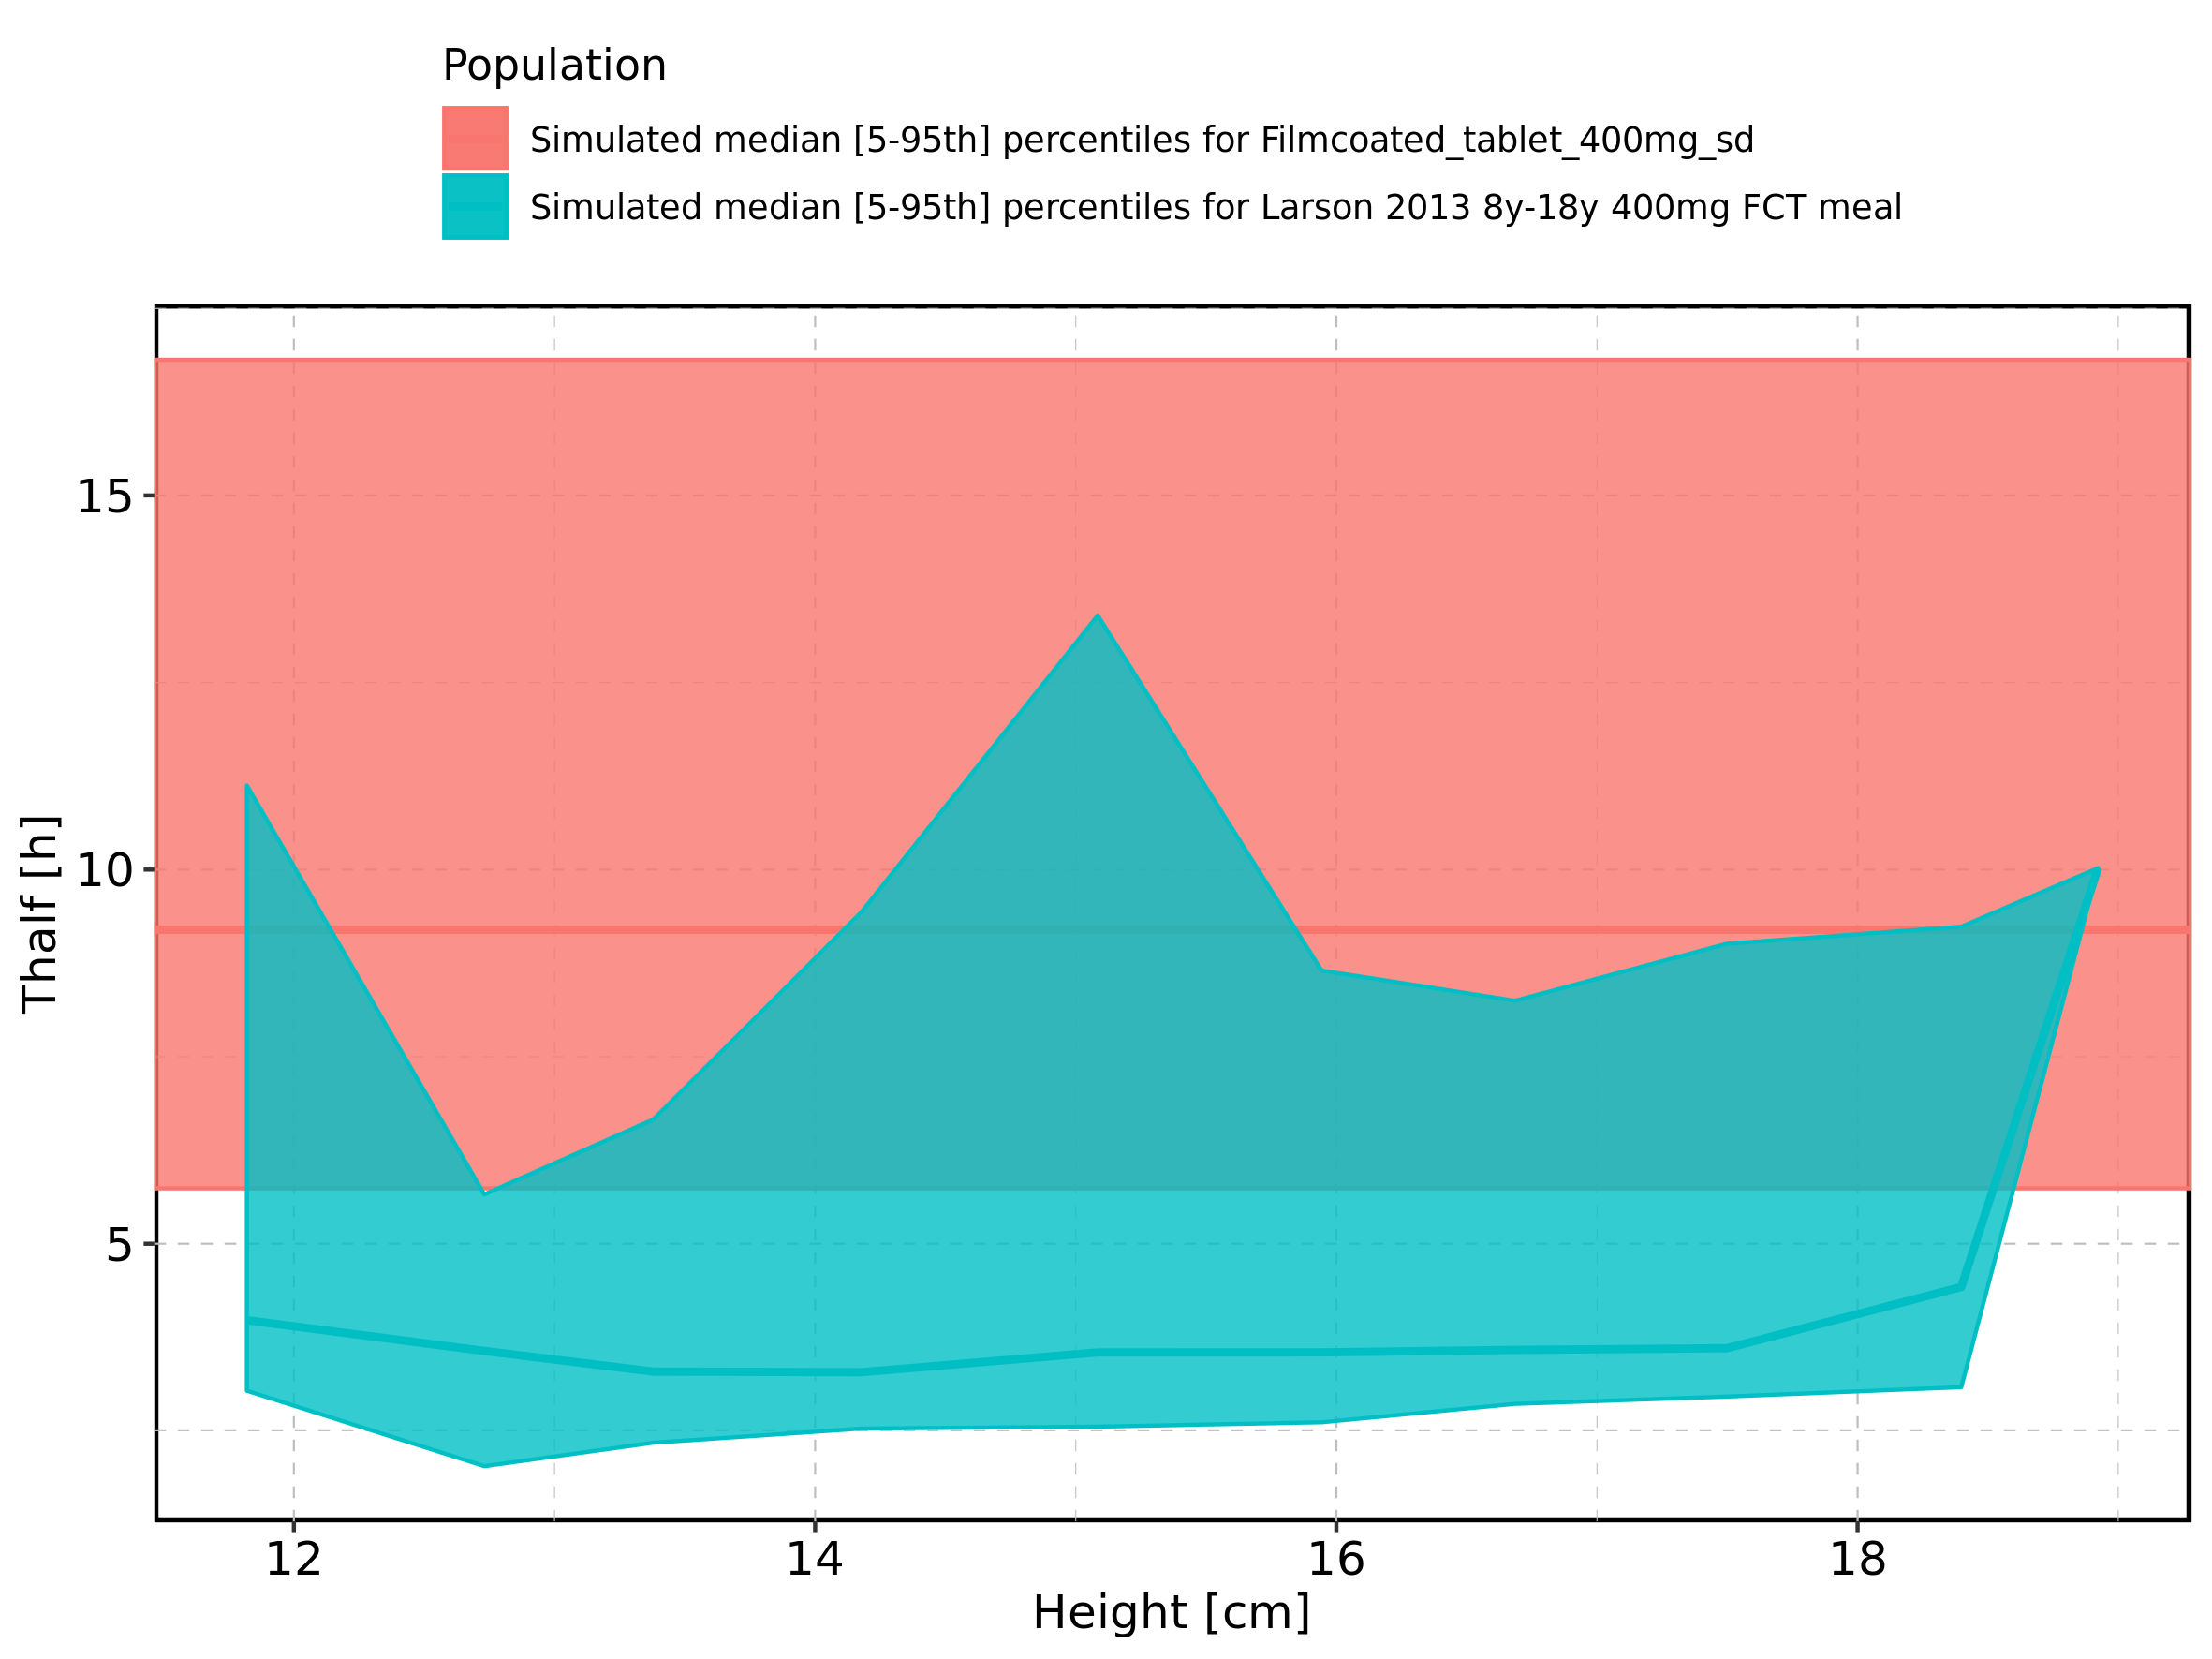 Population
Simulated median [5-95th] percentiles for Filmcoated_tablet_400mg_sd
Simulated median [5-95th] percentiles for Larson 2013 8y-18y 400mg FCT meal
15
10
5
Thalf [h]
12 14 16 18
Height [cm]